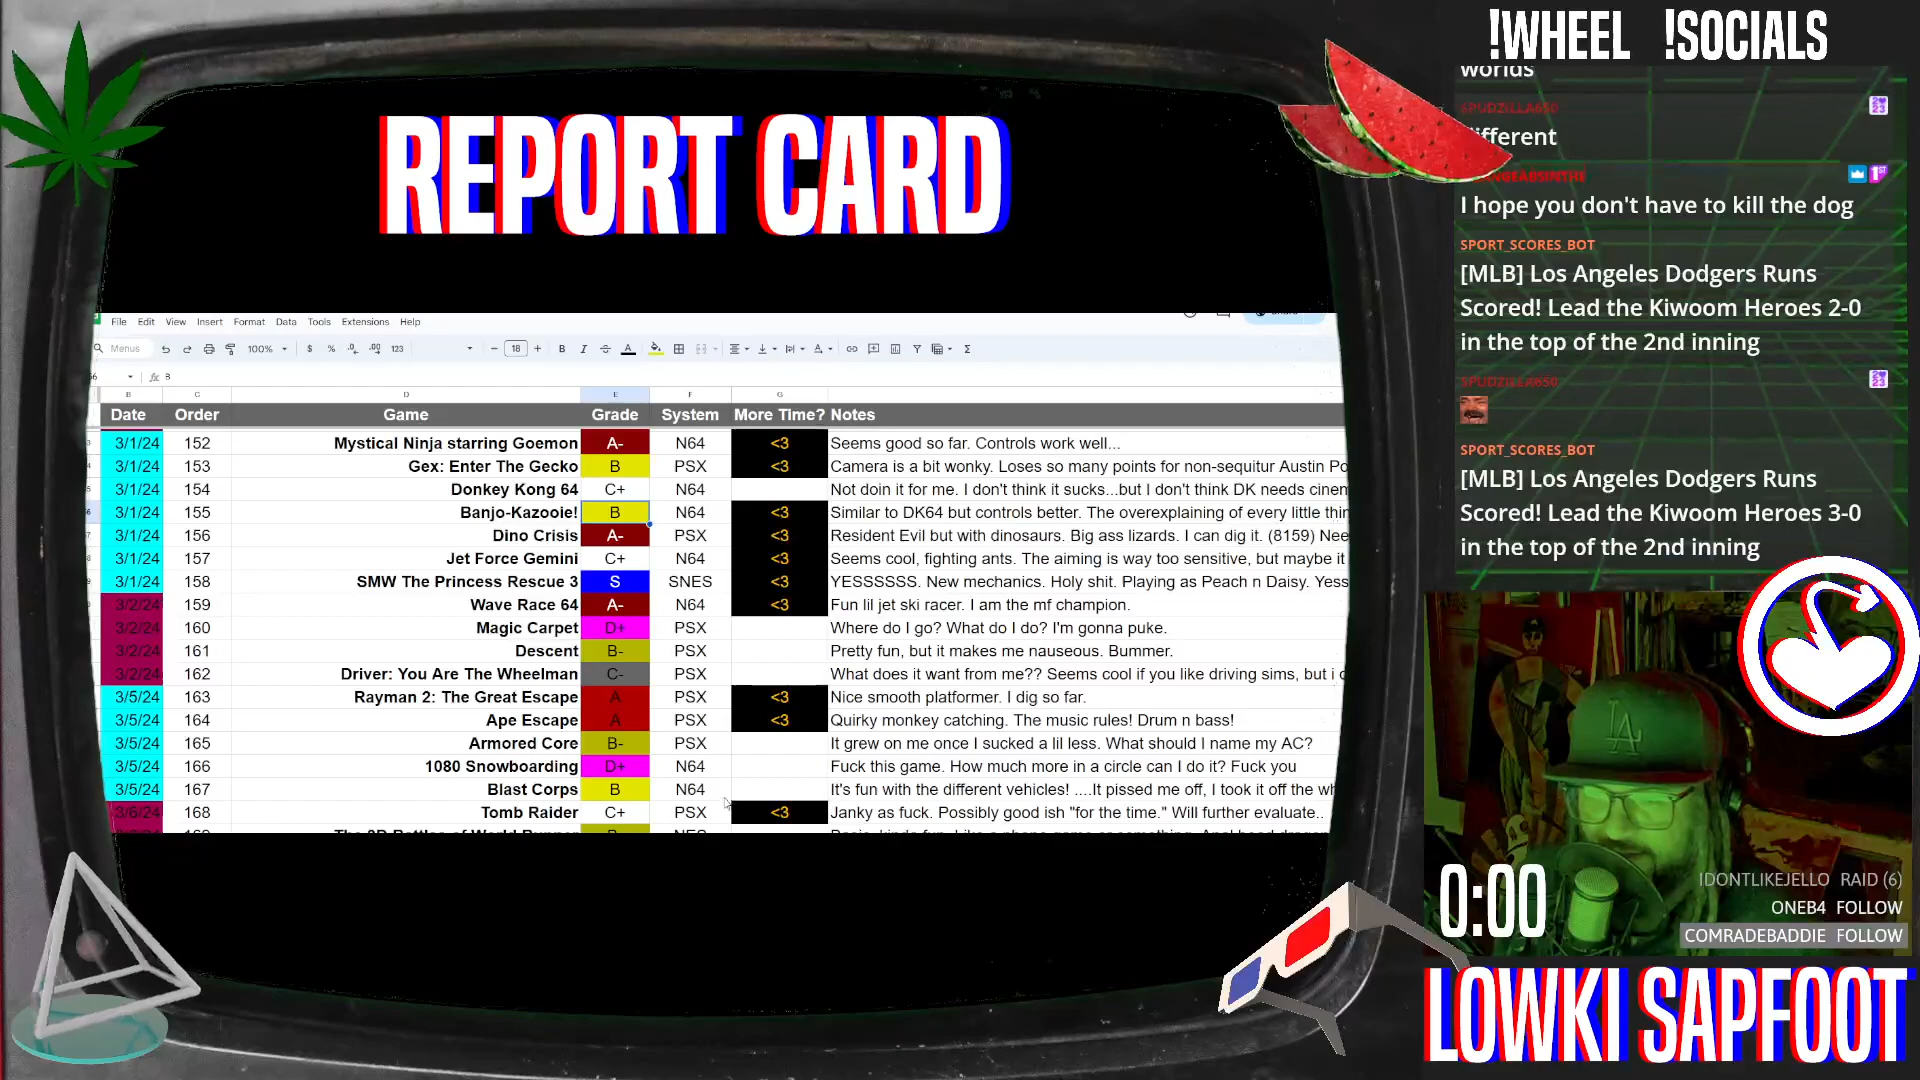 !WHEEL !SOCIALS
REPORT CARD
File Edit View Insert Format Data Tools Extensions Help
Menus 100% $ % .0 .00 123 18 B I A Σ
fx B
B C D E F G
Date Order Game Grade System More Time? Notes
3/1/24 152 Mystical Ninja starring Goemon A- N64 <3 Seems good so far. Controls work well...
3/1/24 153 Gex: Enter The Gecko B PSX <3 Camera is a bit wonky. Loses so many points for non-sequitur Austin Po
3/1/24 154 Donkey Kong 64 C+ N64 Not doin it for me. I don't think it sucks...but I don't think DK needs cinem
3/1/24 155 Banjo-Kazooie! B N64 <3 Similar to DK64 but controls better. The overexplaining of every little thin
3/1/24 156 Dino Crisis A- PSX <3 Resident Evil but with dinosaurs. Big ass lizards. I can dig it. (8159) Nee
3/1/24 157 Jet Force Gemini C+ N64 <3 Seems cool, fighting ants. The aiming is way too sensitive, but maybe it
3/1/24 158 SMW The Princess Rescue 3 S SNES <3 YESSSSSS. New mechanics. Holy shit. Playing as Peach n Daisy. Yess
3/2/24 159 Wave Race 64 A- N64 <3 Fun lil jet ski racer. I am the mf champion.
3/2/24 160 Magic Carpet D+ PSX Where do I go? What do I do? I'm gonna puke.
3/2/24 161 Descent B- PSX Pretty fun, but it makes me nauseous. Bummer.
3/2/24 162 Driver: You Are The Wheelman C- PSX What does it want from me?? Seems cool if you like driving sims, but i c
3/5/24 163 Rayman 2: The Great Escape A PSX <3 Nice smooth platformer. I dig so far.
3/5/24 164 Ape Escape A PSX <3 Quirky monkey catching. The music rules! Drum n bass!
3/5/24 165 Armored Core B- PSX It grew on me once I sucked a lil less. What should I name my AC?
3/5/24 166 1080 Snowboarding D+ N64 Fuck this game. How much more in a circle can I do it? Fuck you
3/5/24 167 Blast Corps B N64 It's fun with the different vehicles! ....It pissed me off, I took it off the wh
3/6/24 168 Tomb Raider C+ PSX <3 Janky as fuck. Possibly good ish "for the time." Will further evaluate..
worlds
SPUDZILLA650
different
I hope you don't have to kill the dog
SPORT_SCORES_BOT
[MLB] Los Angeles Dodgers Runs
Scored! Lead the Kiwoom Heroes 2-0
in the top of the 2nd inning
SPUDZILLA650
SPORT_SCORES_BOT
[MLB] Los Angeles Dodgers Runs
Scored! Lead the Kiwoom Heroes 3-0
in the top of the 2nd inning
LA
0:00
IDONTLIKEJELLO RAID (6)
ONEB4 FOLLOW
COMRADEBADDIE FOLLOW
LOWKI SAPFOOT